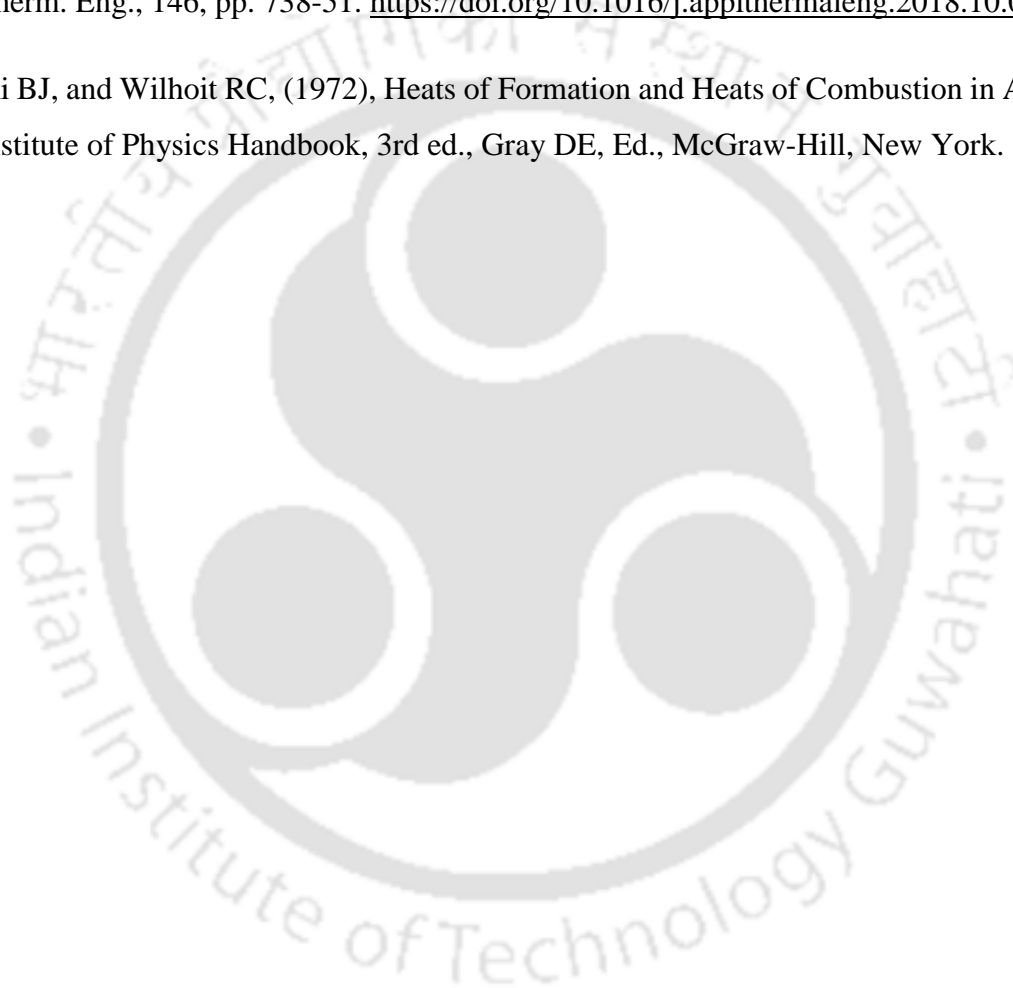 herm. Eng., 146, pp. 738-51. https://doi.org/10.1016/j.applthermaleng.2018.10.0
i BJ, and Wilhoit RC, (1972), Heats of Formation and Heats of Combustion in A
stitute of Physics Handbook, 3rd ed., Gray DE, Ed., McGraw-Hill, New York.
भारतीय प्रौद्योगिकी संस्थान गुवाहाटी
Indian Institute of Technology Guwahati